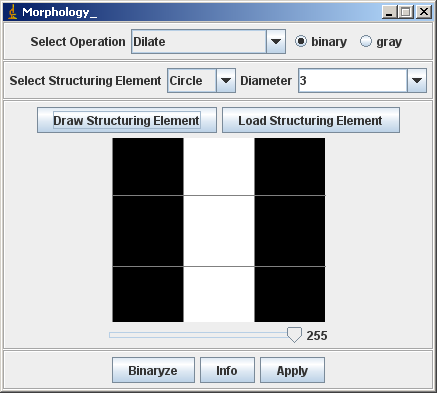 Morphology_
Select Operation Dilate binary gray
Select Structuring Element Circle Diameter 3
Draw Structuring Element Load Structuring Element
255
Binaryze Info Apply